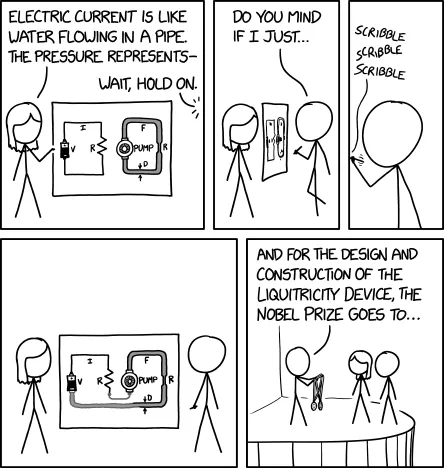 ELECTRIC CURRENT IS LIKE
WATER FLOWING IN A PIPE.
THE PRESSURE REPRESENTS–
WAIT, HOLD ON.
I
V
R
F
PUMP
R
D
DO YOU MIND
IF I JUST...
SCRIBBLE
SCRIBBLE
SCRIBBLE
I
V
R
F
PUMP
R
D
AND FOR THE DESIGN AND
CONSTRUCTION OF THE
LIQUITRICITY DEVICE, THE
NOBEL PRIZE GOES TO...